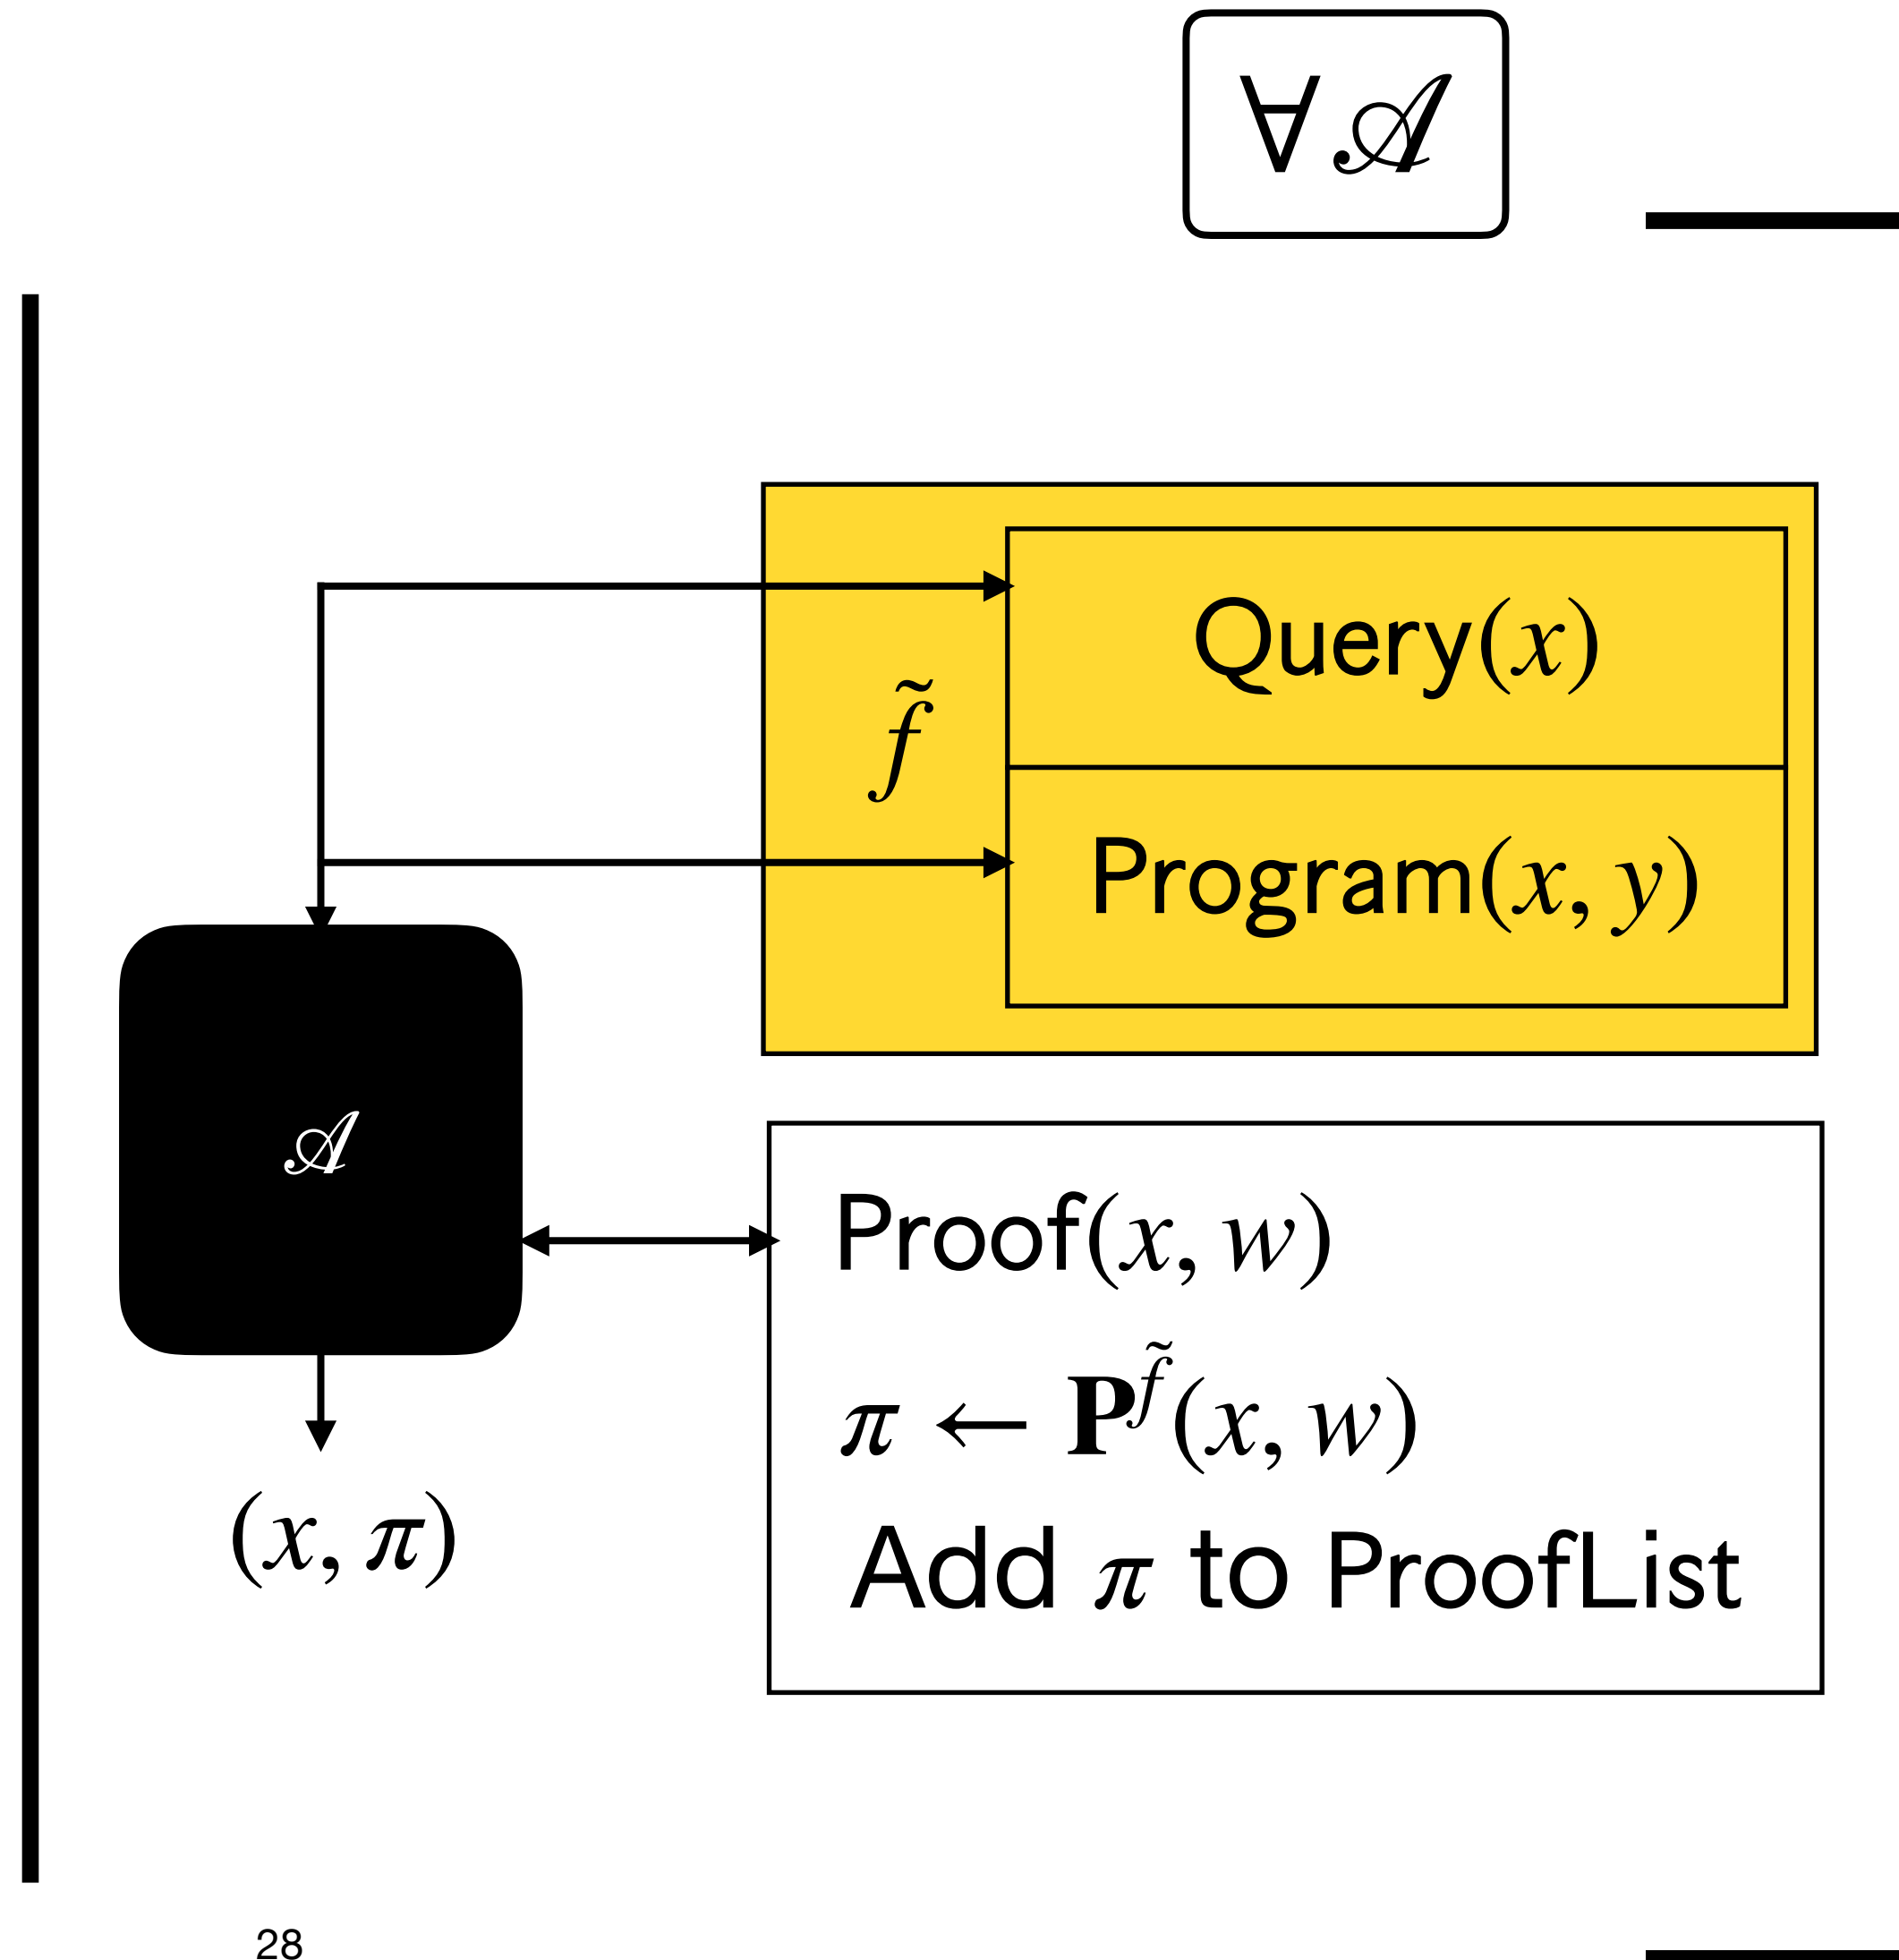 ∀𝒜
Query(x)
f̃
Program(x, y)
𝒜
Proof(x, w)
π ← 𝐏^f̃(x, w)
(x, π)
Add π to ProofList
28